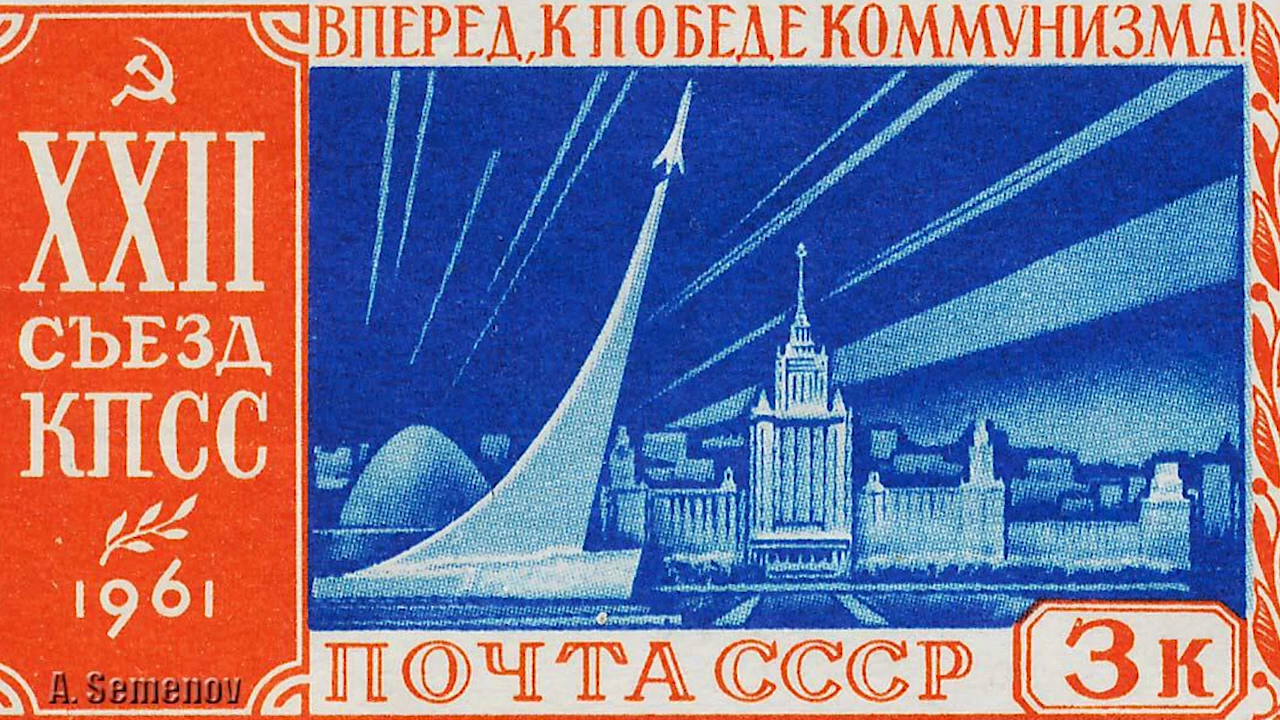 ВПЕРЕД, К ПОБЕДЕ КОММУНИЗМА!
XXII
СЪЕЗД
КПСС
1961
ПОЧТА СССР
3к
A. Semenov